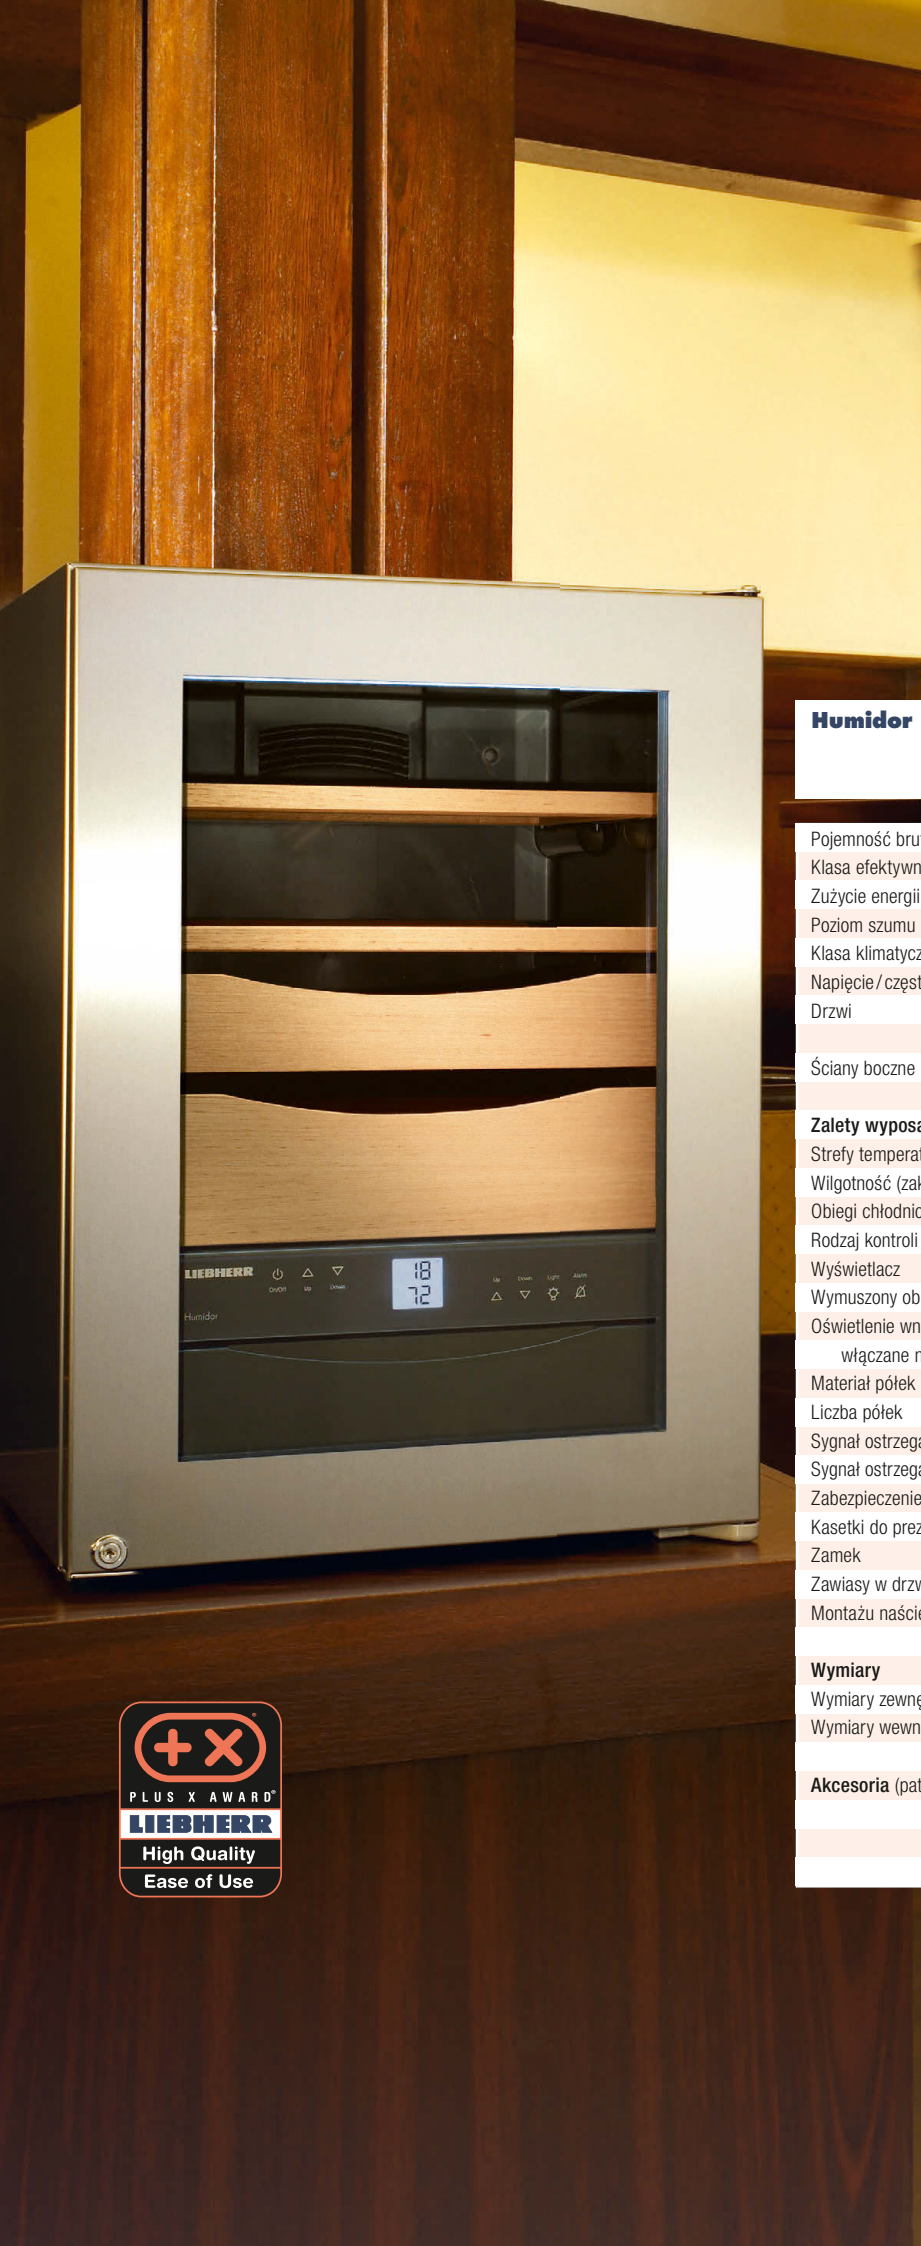 Humidor
Pojemność bru
Klasa efektywn
Zużycie energii
Poziom szumu
Klasa klimatycz
Napięcie/częst
Drzwi
Ściany boczne
Zalety wyposa
Strefy temperat
Wilgotność (zak
Obiegi chłodnic
Rodzaj kontroli
Wyświetlacz
Wymuszony ob
Oświetlenie wn
włączane n
Materiał półek
Liczba półek
Sygnał ostrzega
Sygnał ostrzega
Zabezpieczenie
Kasetki do prez
Zamek
Zawiasy w drzw
Montażu naście
Wymiary
Wymiary zewnę
Wymiary wewn
Akcesoria (pat
LIEBHERR
On/Off Up Down
18
72
Up Down Light Alarm
Humidor
PLUS X AWARD®
LIEBHERR
High Quality
Ease of Use